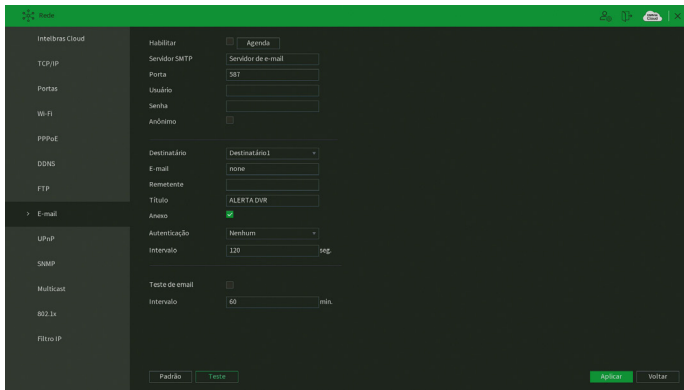 Rede
Intelbras Cloud
Intelbras Cloud
TCP/IP
Portas
Wi-Fi
PPPoE
DDNS
FTP
E-mail
UPnP
SNMP
Multicast
802.1x
Filtro IP
Habilitar Agenda
Servidor SMTP Servidor de e-mail
Porta 587
Usuário
Senha
Anônimo
Destinatário Destinatário1
E-mail none
Remetente
Título ALERTA DVR
Anexo
Autenticação Nenhum
Intervalo 120 seg.
Teste de email
Intervalo 60 min.
Padrão Teste Aplicar Voltar